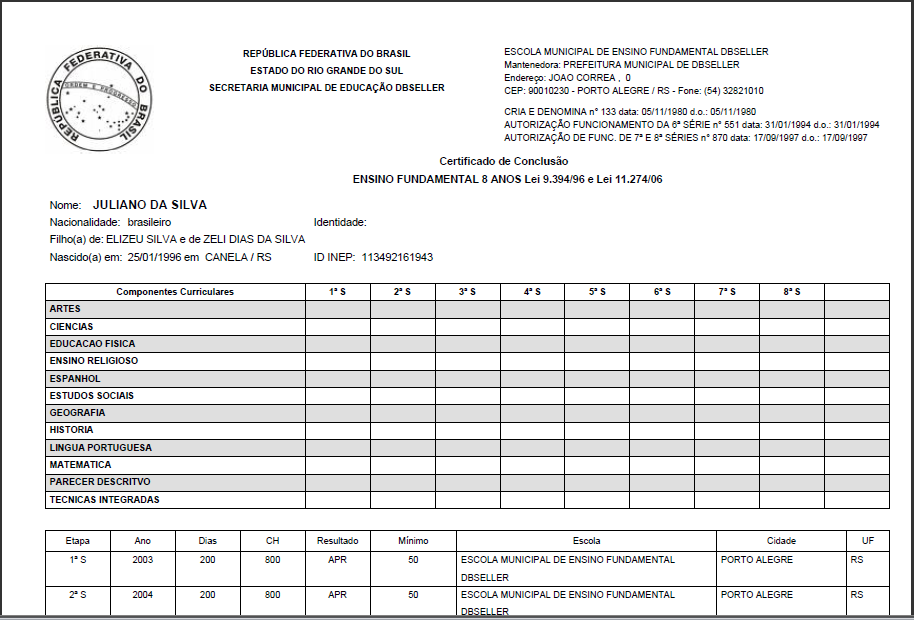 REPÚBLICA FEDERATIVA DO BRASIL
ORDEM E PROGRESSO
REPÚBLICA FEDERATIVA DO BRASIL
ESTADO DO RIO GRANDE DO SUL
SECRETARIA MUNICIPAL DE EDUCAÇÃO DBSELLER
ESCOLA MUNICIPAL DE ENSINO FUNDAMENTAL DBSELLER
Mantenedora: PREFEITURA MUNICIPAL DE DBSELLER
Endereço: JOAO CORREA , 0
CEP: 90010230 - PORTO ALEGRE / RS - Fone: (54) 32821010
CRIA E DENOMINA n° 133 data: 05/11/1980 d.o.: 05/11/1980
AUTORIZAÇÃO FUNCIONAMENTO DA 6ª SÉRIE n° 551 data: 31/01/1994 d.o.: 31/01/1994
AUTORIZAÇÃO DE FUNC. DE 7ª E 8ª SÉRIES n° 870 data: 17/09/1997 d.o.: 17/09/1997
Certificado de Conclusão
ENSINO FUNDAMENTAL 8 ANOS Lei 9.394/96 e Lei 11.274/06
Nome: JULIANO DA SILVA
Nacionalidade: brasileiro Identidade:
Filho(a) de: ELIZEU SILVA e de ZELI DIAS DA SILVA
Nascido(a) em: 25/01/1996 em CANELA / RS ID INEP: 113492161943
Componentes Curriculares 1ª S 2ª S 3ª S 4ª S 5ª S 6ª S 7ª S 8ª S
ARTES
CIENCIAS
EDUCACAO FISICA
ENSINO RELIGIOSO
ESPANHOL
ESTUDOS SOCIAIS
GEOGRAFIA
HISTORIA
LINGUA PORTUGUESA
MATEMATICA
PARECER DESCRITVO
TECNICAS INTEGRADAS
Etapa Ano Dias CH Resultado Mínimo Escola Cidade UF
1ª S 2003 200 800 APR 50 ESCOLA MUNICIPAL DE ENSINO FUNDAMENTAL PORTO ALEGRE RS
DBSELLER
2ª S 2004 200 800 APR 50 ESCOLA MUNICIPAL DE ENSINO FUNDAMENTAL PORTO ALEGRE RS
DBSELLER